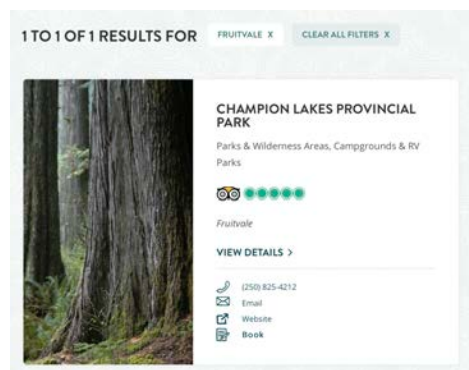 1 TO 1 OF 1 RESULTS FOR FRUITVALE X CLEAR ALL FILTERS X
CHAMPION LAKES PROVINCIAL
PARK
Parks & Wilderness Areas, Campgrounds & RV
Parks
Fruitvale
VIEW DETAILS >
(250) 825-4212
Email
Website
Book